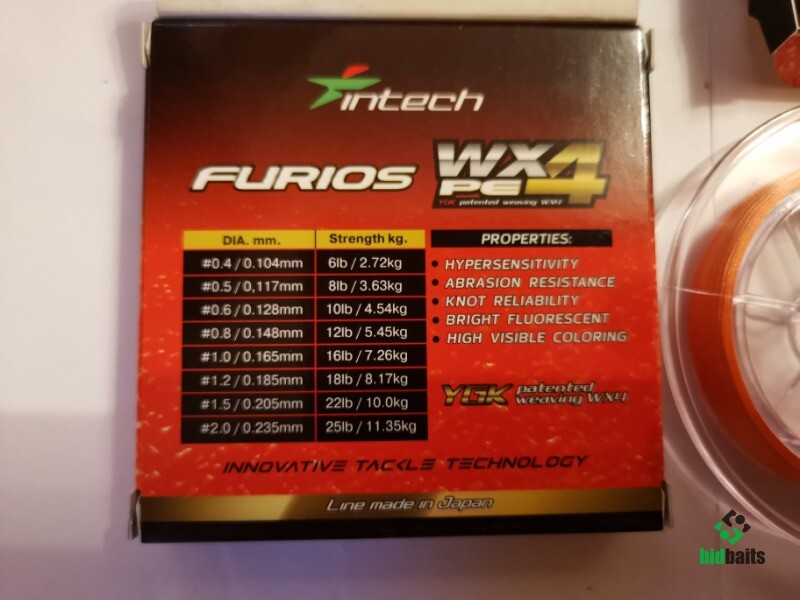 Fintech
FURIOS
WX4
PE
YGK patented weaving WX4
DIA. mm. Strength kg.
#0.4 / 0.104mm 6lb / 2.72kg
#0.5 / 0,117mm 8lb / 3.63kg
#0.6 / 0.128mm 10lb / 4.54kg
#0.8 / 0.148mm 12lb / 5.45kg
#1.0 / 0.165mm 16lb / 7.26kg
#1.2 / 0.185mm 18lb / 8.17kg
#1.5 / 0.205mm 22lb / 10.0kg
#2.0 / 0.235mm 25lb / 11.35kg
PROPERTIES:
• HYPERSENSITIVITY
• ABRASION RESISTANCE
• KNOT RELIABILITY
• BRIGHT FLUORESCENT
• HIGH VISIBLE COLORING
YGK patented
weaving WX4
INNOVATIVE TACKLE TECHNOLOGY
Line made in Japan
bidbaits